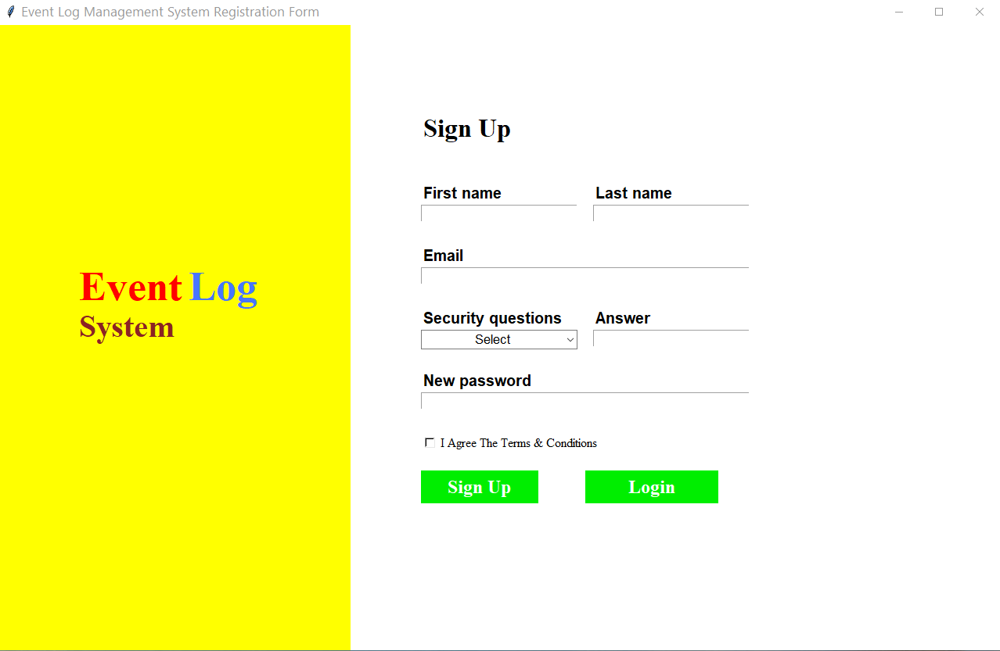 Event Log Management System Registration Form
Event Log
System
Sign Up
First name Last name
Email
Security questions Answer
Select
New password
I Agree The Terms & Conditions
Sign Up Login